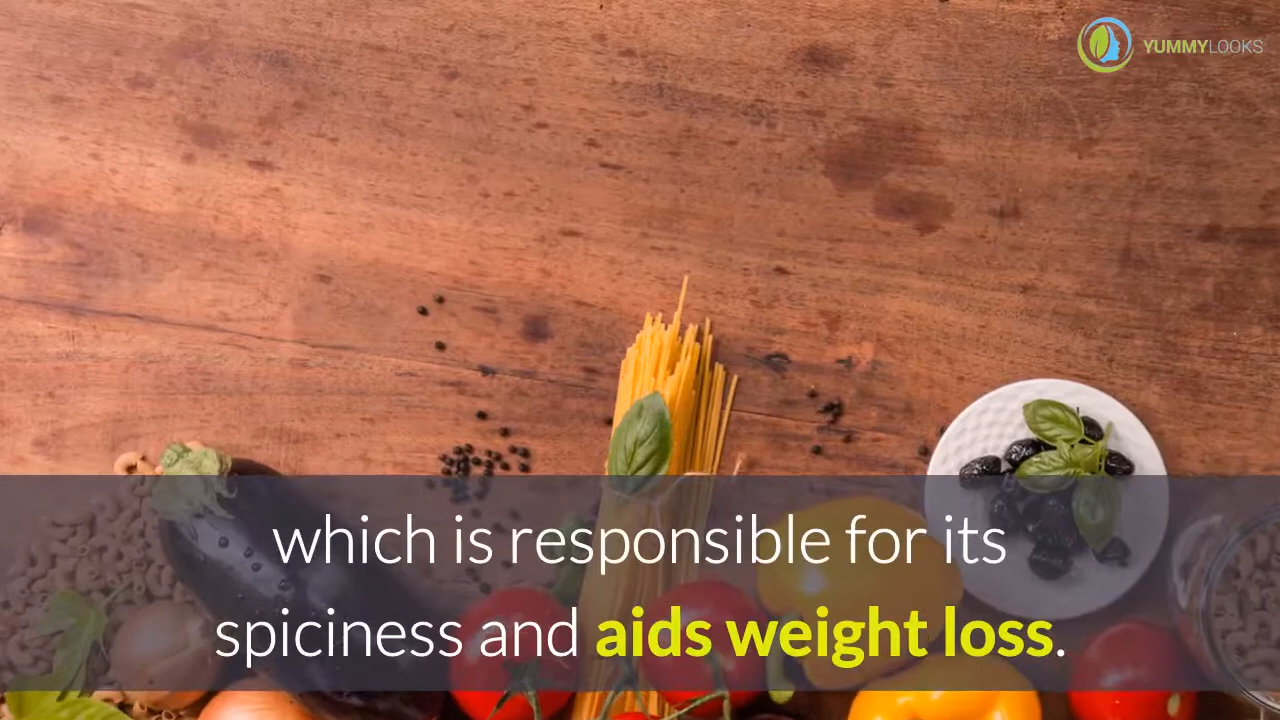 YUMMYLOOKS
which is responsible for its
spiciness and aids weight loss.